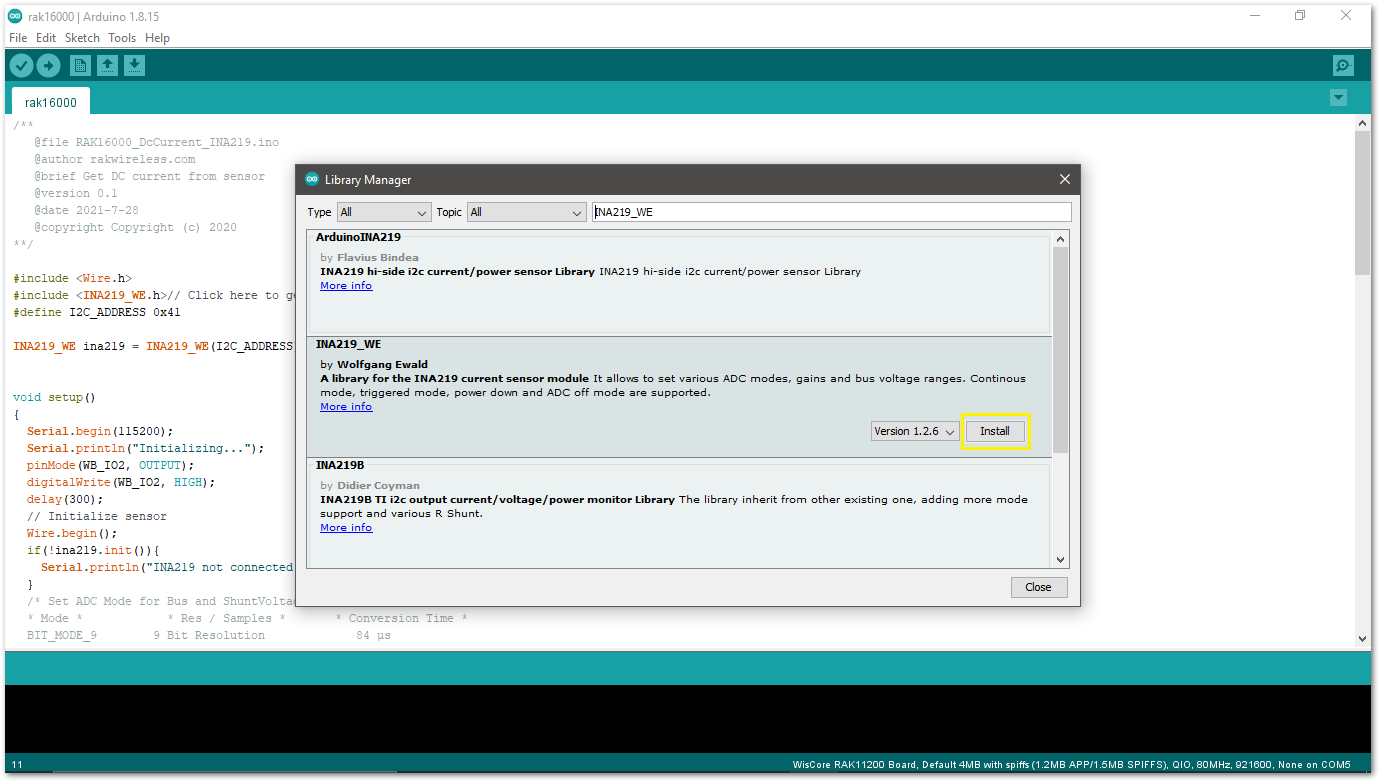 rak16000 | Arduino 1.8.15
File Edit Sketch Tools Help
rak16000
/**
@file RAK16000_DcCurrent_INA219.ino
@author rakwireless.com
@brief Get DC current from sensor
@version 0.1
@date 2021-7-28
@copyright Copyright (c) 2020
**/
#include <Wire.h>
#include <INA219_WE.h>// Click here to ge
#define I2C_ADDRESS 0x41
INA219_WE ina219 = INA219_WE(I2C_ADDRESS)
void setup()
{
Serial.begin(115200);
Serial.println("Initializing...");
pinMode(WB_IO2, OUTPUT);
digitalWrite(WB_IO2, HIGH);
delay(300);
// Initialize sensor
Wire.begin();
if(!ina219.init()){
Serial.println("INA219 not connected
}
/* Set ADC Mode for Bus and ShuntVolta
* Mode * * Res / Samples * * Conversion Time *
BIT_MODE_9 9 Bit Resolution 84 µs
Library Manager
Type All Topic All INA219_WE
ArduinoINA219
by Flavius Bindea
INA219 hi-side i2c current/power sensor Library INA219 hi-side i2c current/power sensor Library
More info
INA219_WE
by Wolfgang Ewald
A library for the INA219 current sensor module It allows to set various ADC modes, gains and bus voltage ranges. Continous
mode, triggered mode, power down and ADC off mode are supported.
More info
Version 1.2.6 Install
INA219B
by Didier Coyman
INA219B TI i2c output current/voltage/power monitor Library The library inherit from other existing one, adding more mode
support and various R Shunt.
More info
Close
11 WisCore RAK11200 Board, Default 4MB with spiffs (1.2MB APP/1.5MB SPIFFS), QIO, 80MHz, 921600, None on COM5